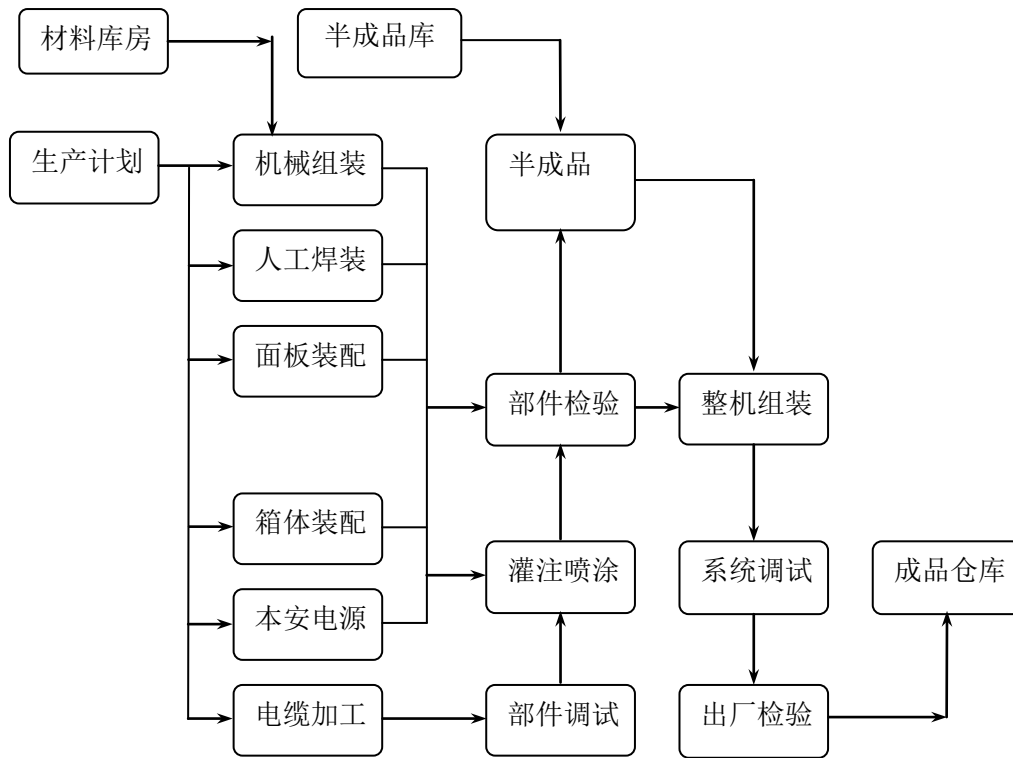 材料库房
半成品库
生产计划
机械组装
半成品
人工焊装
面板装配
部件检验
整机组装
箱体装配
灌注喷涂
系统调试
成品仓库
本安电源
电缆加工
部件调试
出厂检验